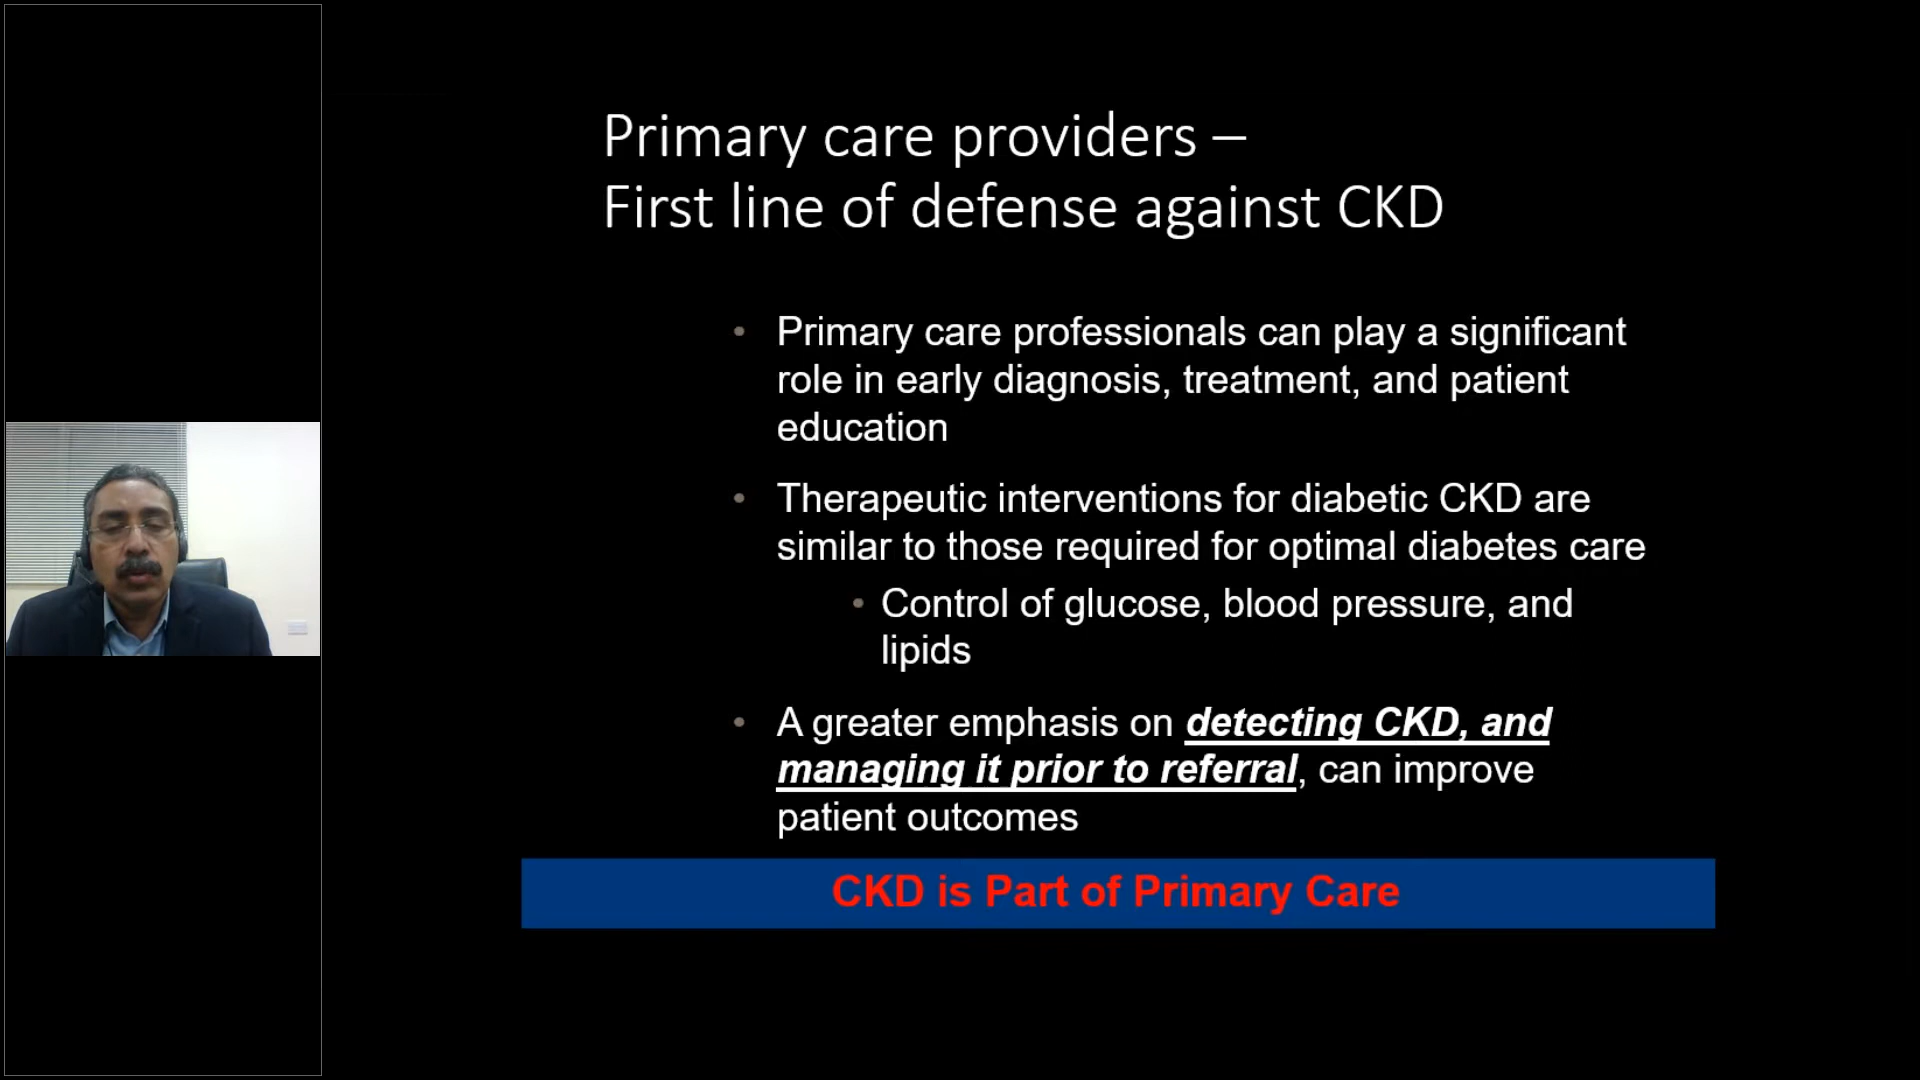 Primary care providers –
First line of defense against CKD
• Primary care professionals can play a significant
role in early diagnosis, treatment, and patient
education
• Therapeutic interventions for diabetic CKD are
similar to those required for optimal diabetes care
• Control of glucose, blood pressure, and
lipids
• A greater emphasis on detecting CKD, and
managing it prior to referral, can improve
patient outcomes
CKD is Part of Primary Care